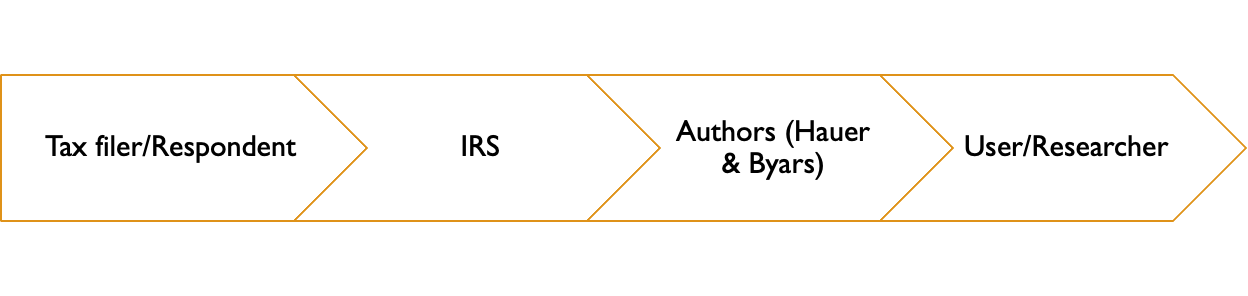 Tax filer/Respondent
IRS
Authors (Hauer
& Byars)
User/Researcher